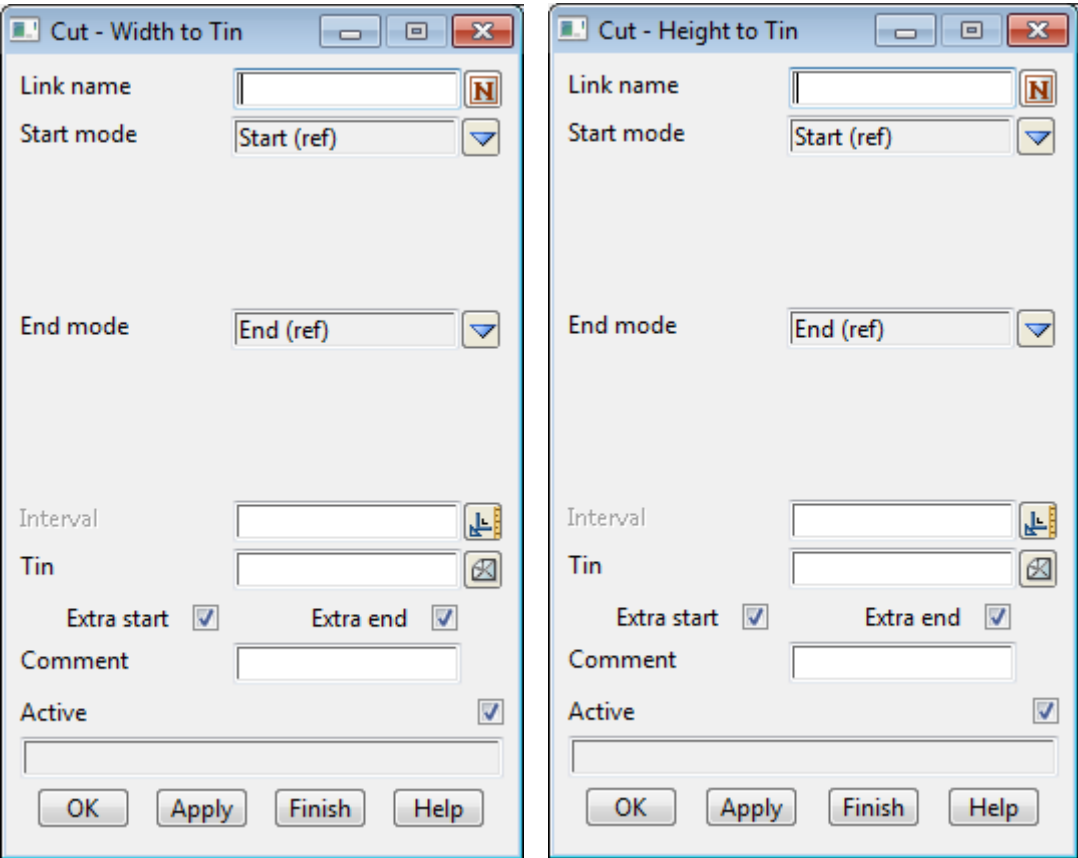 Cut - Width to Tin
Link name
N
Start mode
Start (ref)
End mode
End (ref)
Interval
Tin
Extra start
Extra end
Comment
Active
OK
Apply
Finish
Help
Cut - Height to Tin
Link name
N
Start mode
Start (ref)
End mode
End (ref)
Interval
Tin
Extra start
Extra end
Comment
Active
OK
Apply
Finish
Help